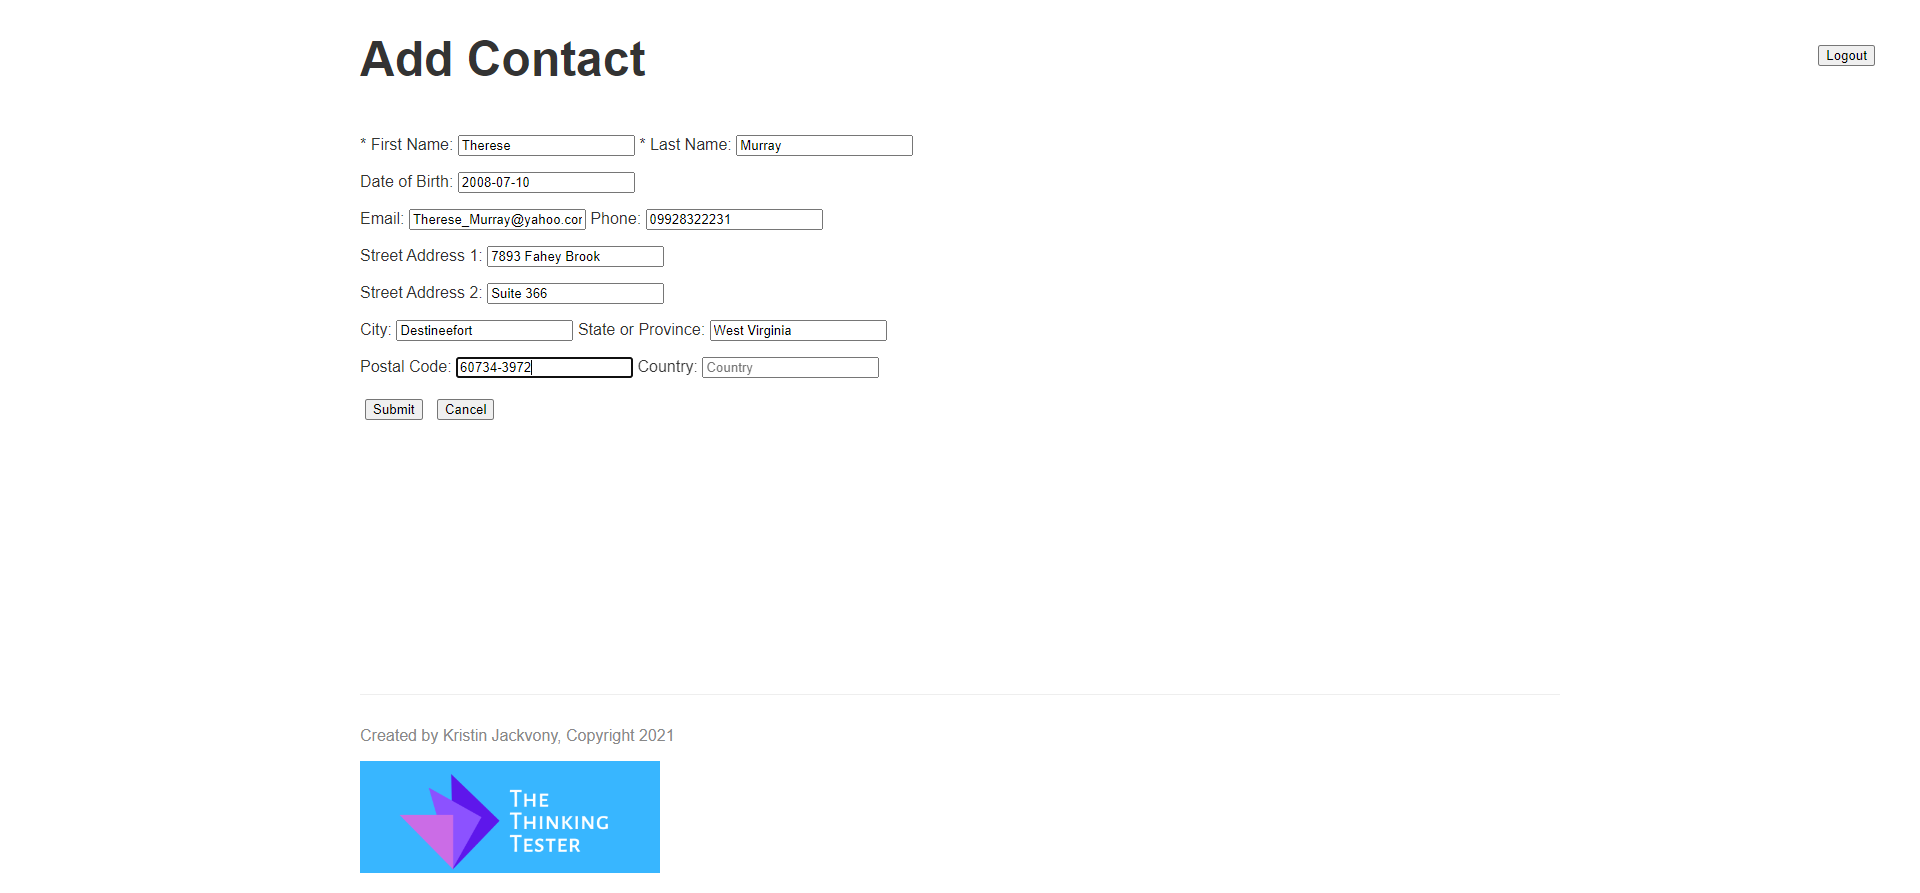 Add Contact
Logout
* First Name: Therese * Last Name: Murray
Date of Birth: 2008-07-10
Email: Therese_Murray@yahoo.cor Phone: 09928322231
Street Address 1: 7893 Fahey Brook
Street Address 2: Suite 366
City: Destineefort State or Province: West Virginia
Postal Code: 60734-3972 Country: Country
Submit Cancel
Created by Kristin Jackvony, Copyright 2021
THE
THINKING
TESTER